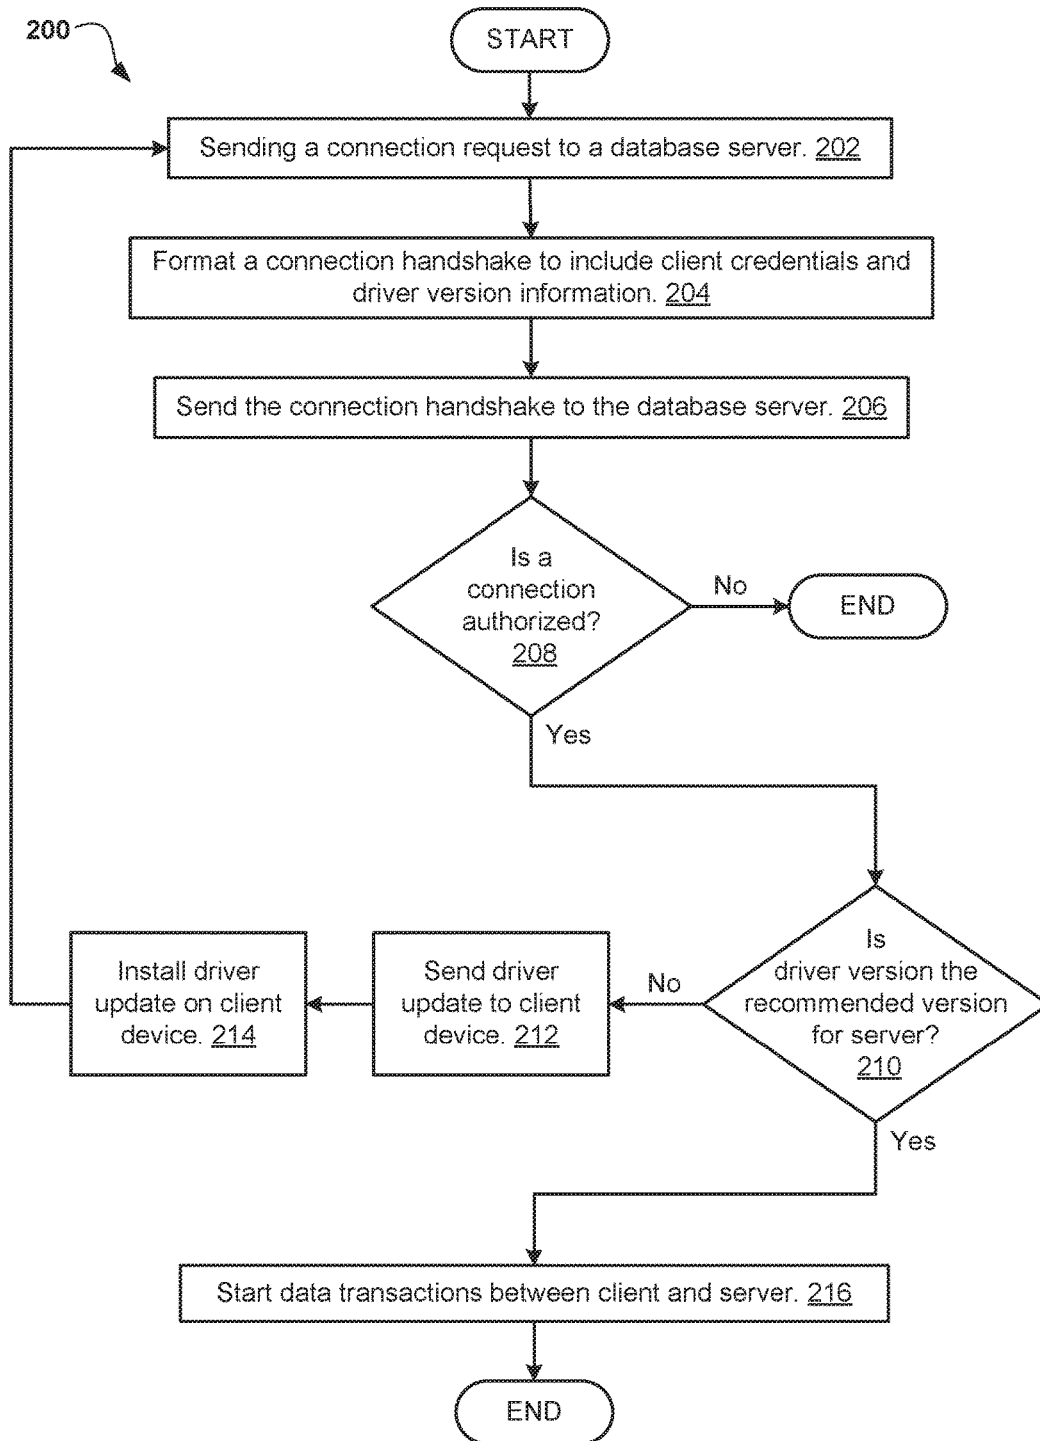 200
START
Sending a connection request to a database server. 202
Format a connection handshake to include client credentials and
driver version information. 204
Send the connection handshake to the database server. 206
Is a
connection
authorized?
208
No
END
Yes
Install driver
update on client
device. 214
Send driver
update to client
device. 212
No
Is
driver version the
recommended version
for server?
210
Yes
Start data transactions between client and server. 216
END